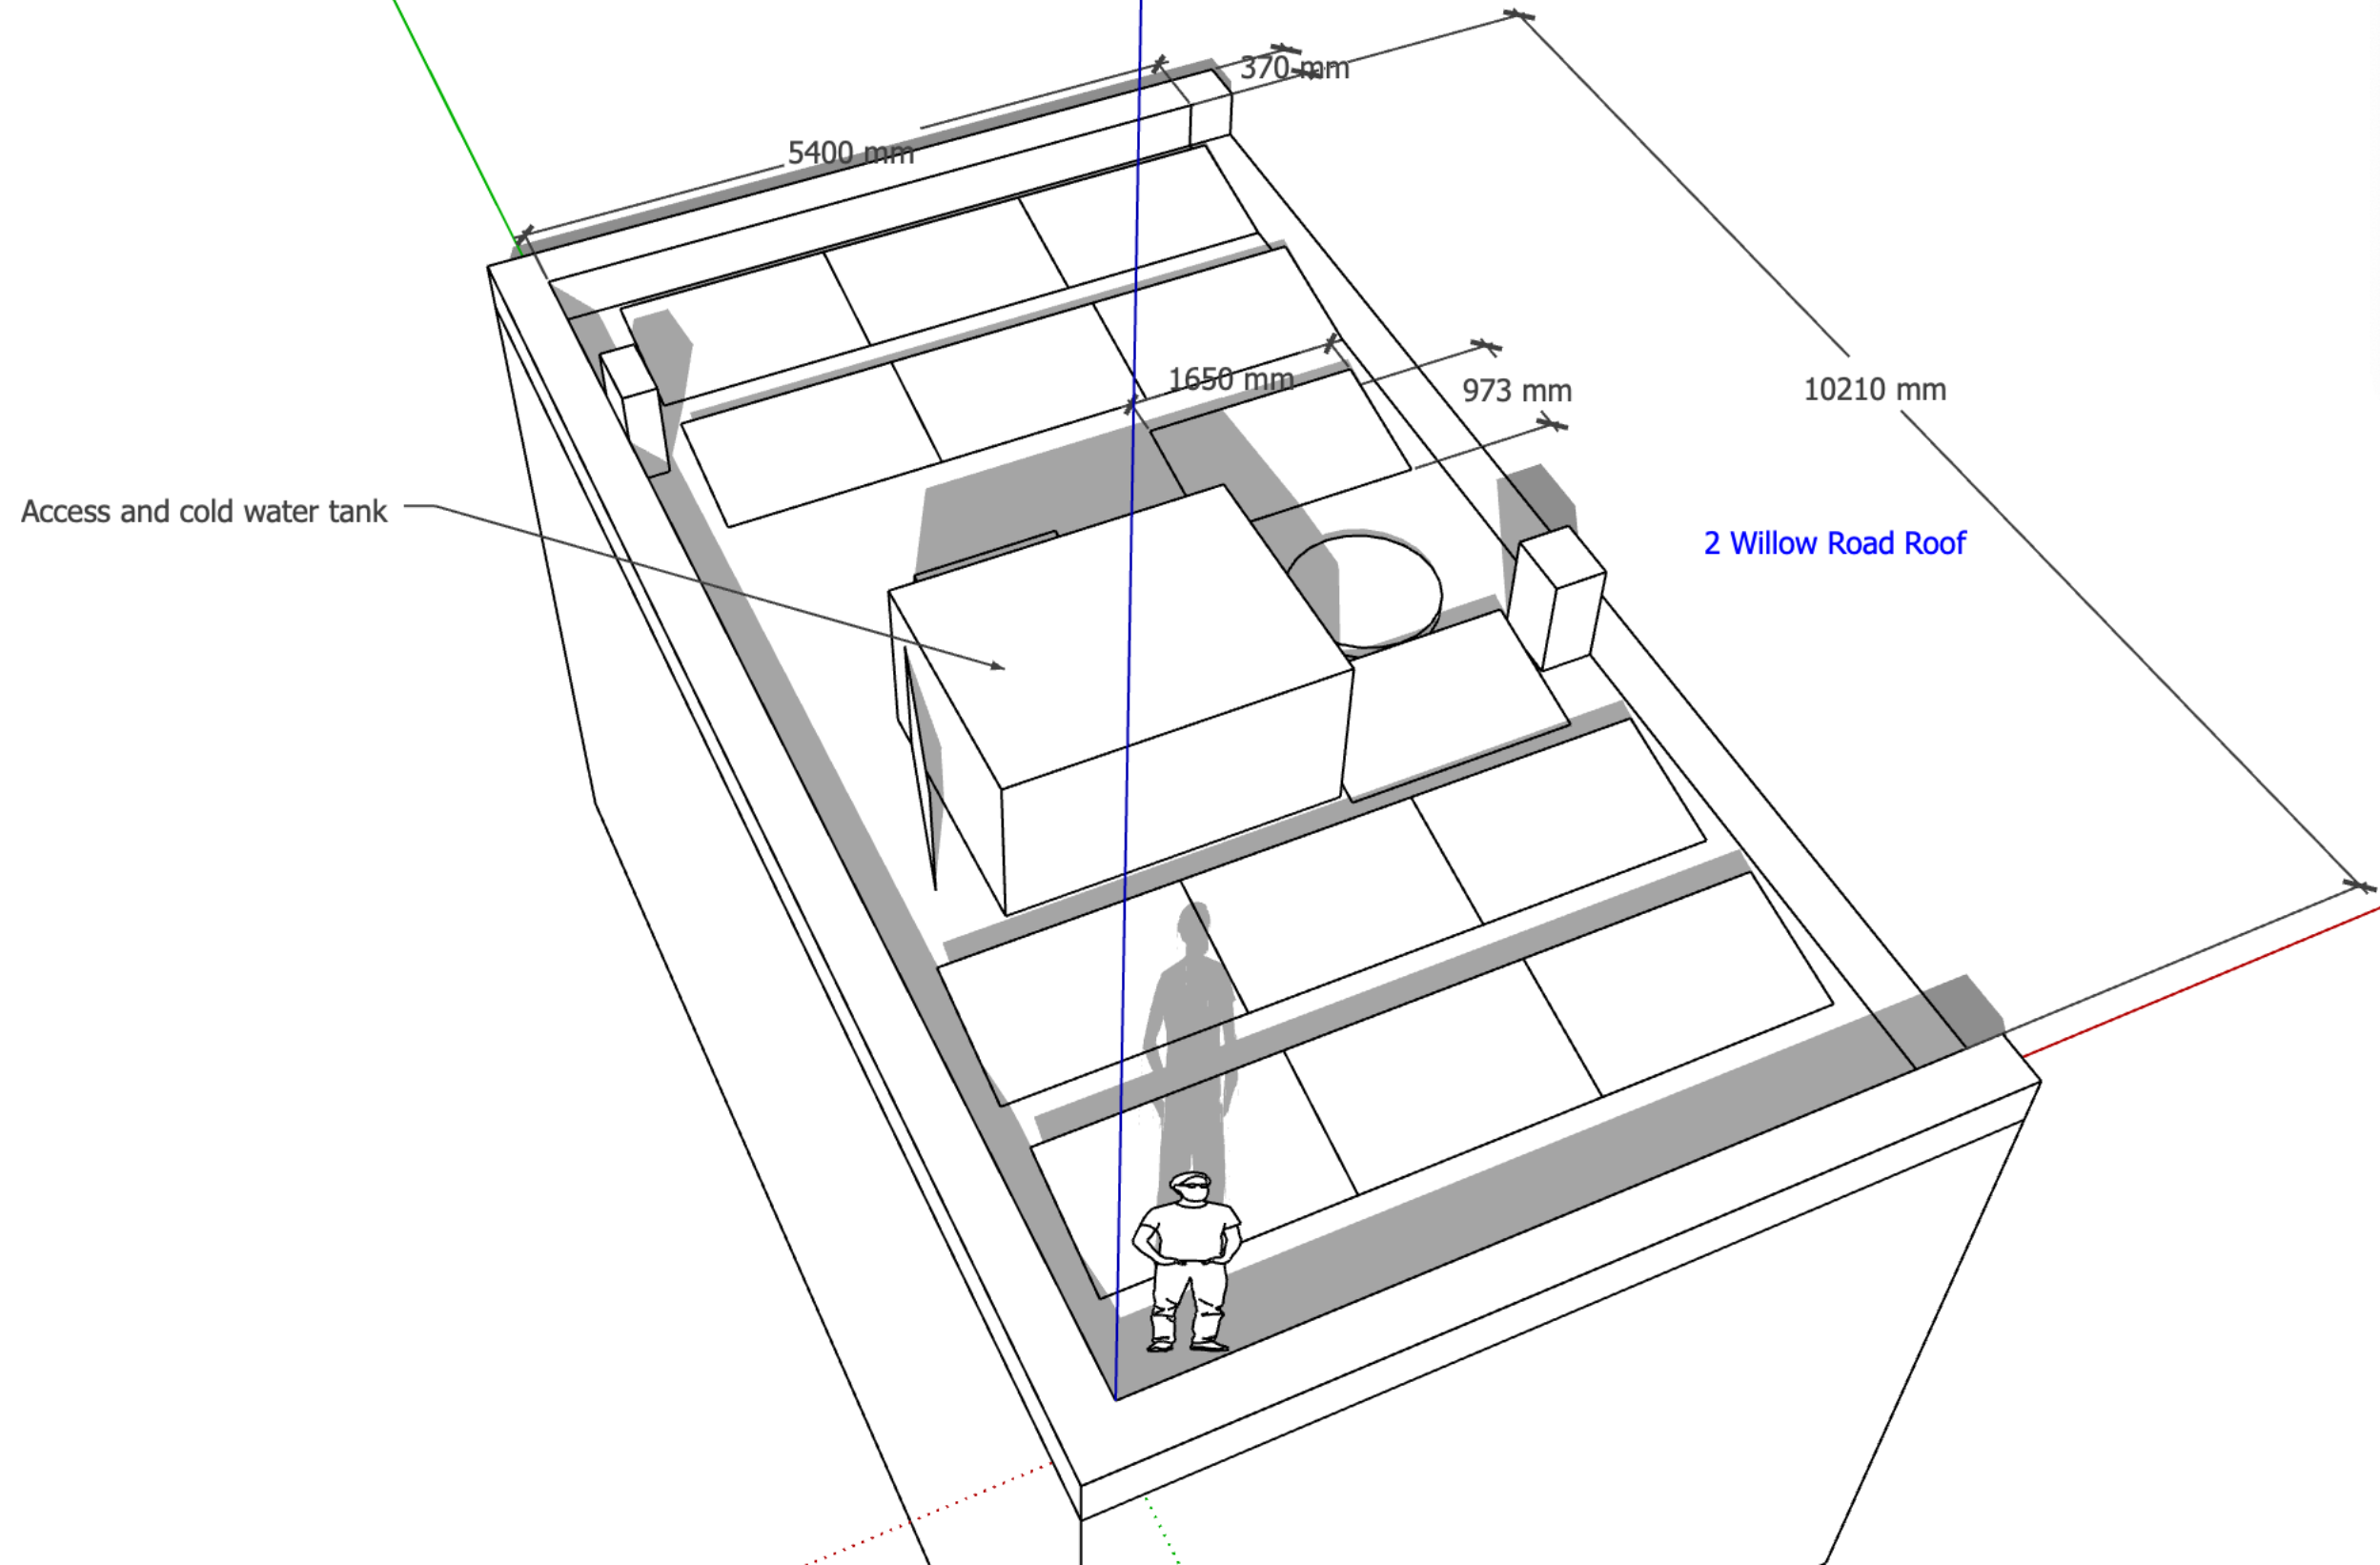 370 mm
5400 mm
1650 mm
973 mm
10210 mm
Access and cold water tank
2 Willow Road Roof